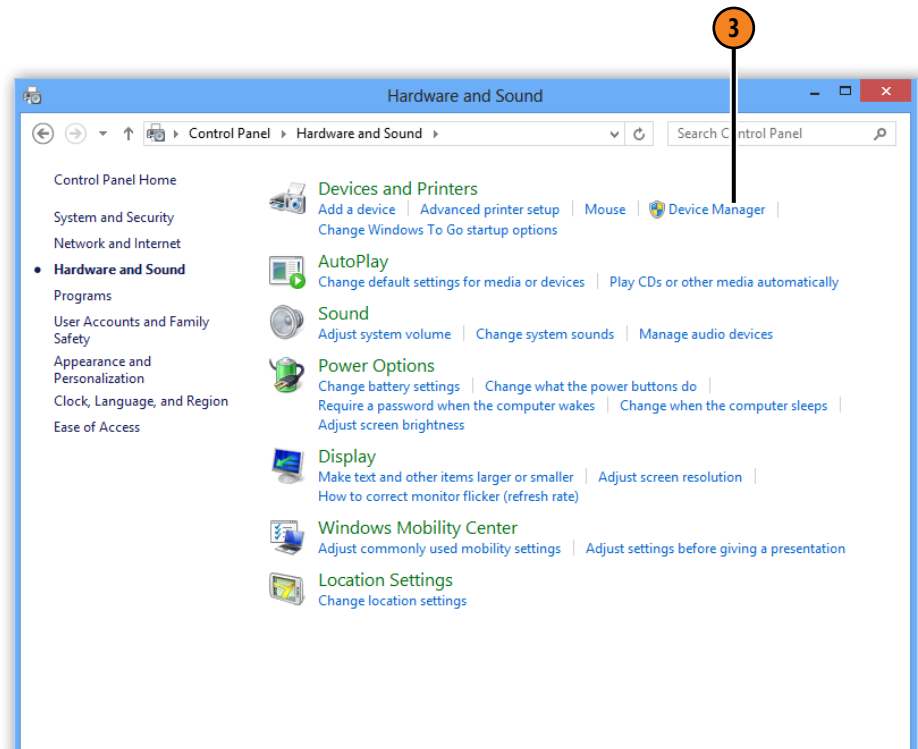 3
Hardware and Sound
Control Panel Hardware and Sound
Search Control Panel
Control Panel Home
System and Security
Network and Internet
Hardware and Sound
Programs
User Accounts and Family
Safety
Appearance and
Personalization
Clock, Language, and Region
Ease of Access
Devices and Printers
Add a device Advanced printer setup Mouse Device Manager
Change Windows To Go startup options
AutoPlay
Change default settings for media or devices Play CDs or other media automatically
Sound
Adjust system volume Change system sounds Manage audio devices
Power Options
Change battery settings Change what the power buttons do
Require a password when the computer wakes Change when the computer sleeps
Adjust screen brightness
Display
Make text and other items larger or smaller Adjust screen resolution
How to correct monitor flicker (refresh rate)
Windows Mobility Center
Adjust commonly used mobility settings Adjust settings before giving a presentation
Location Settings
Change location settings